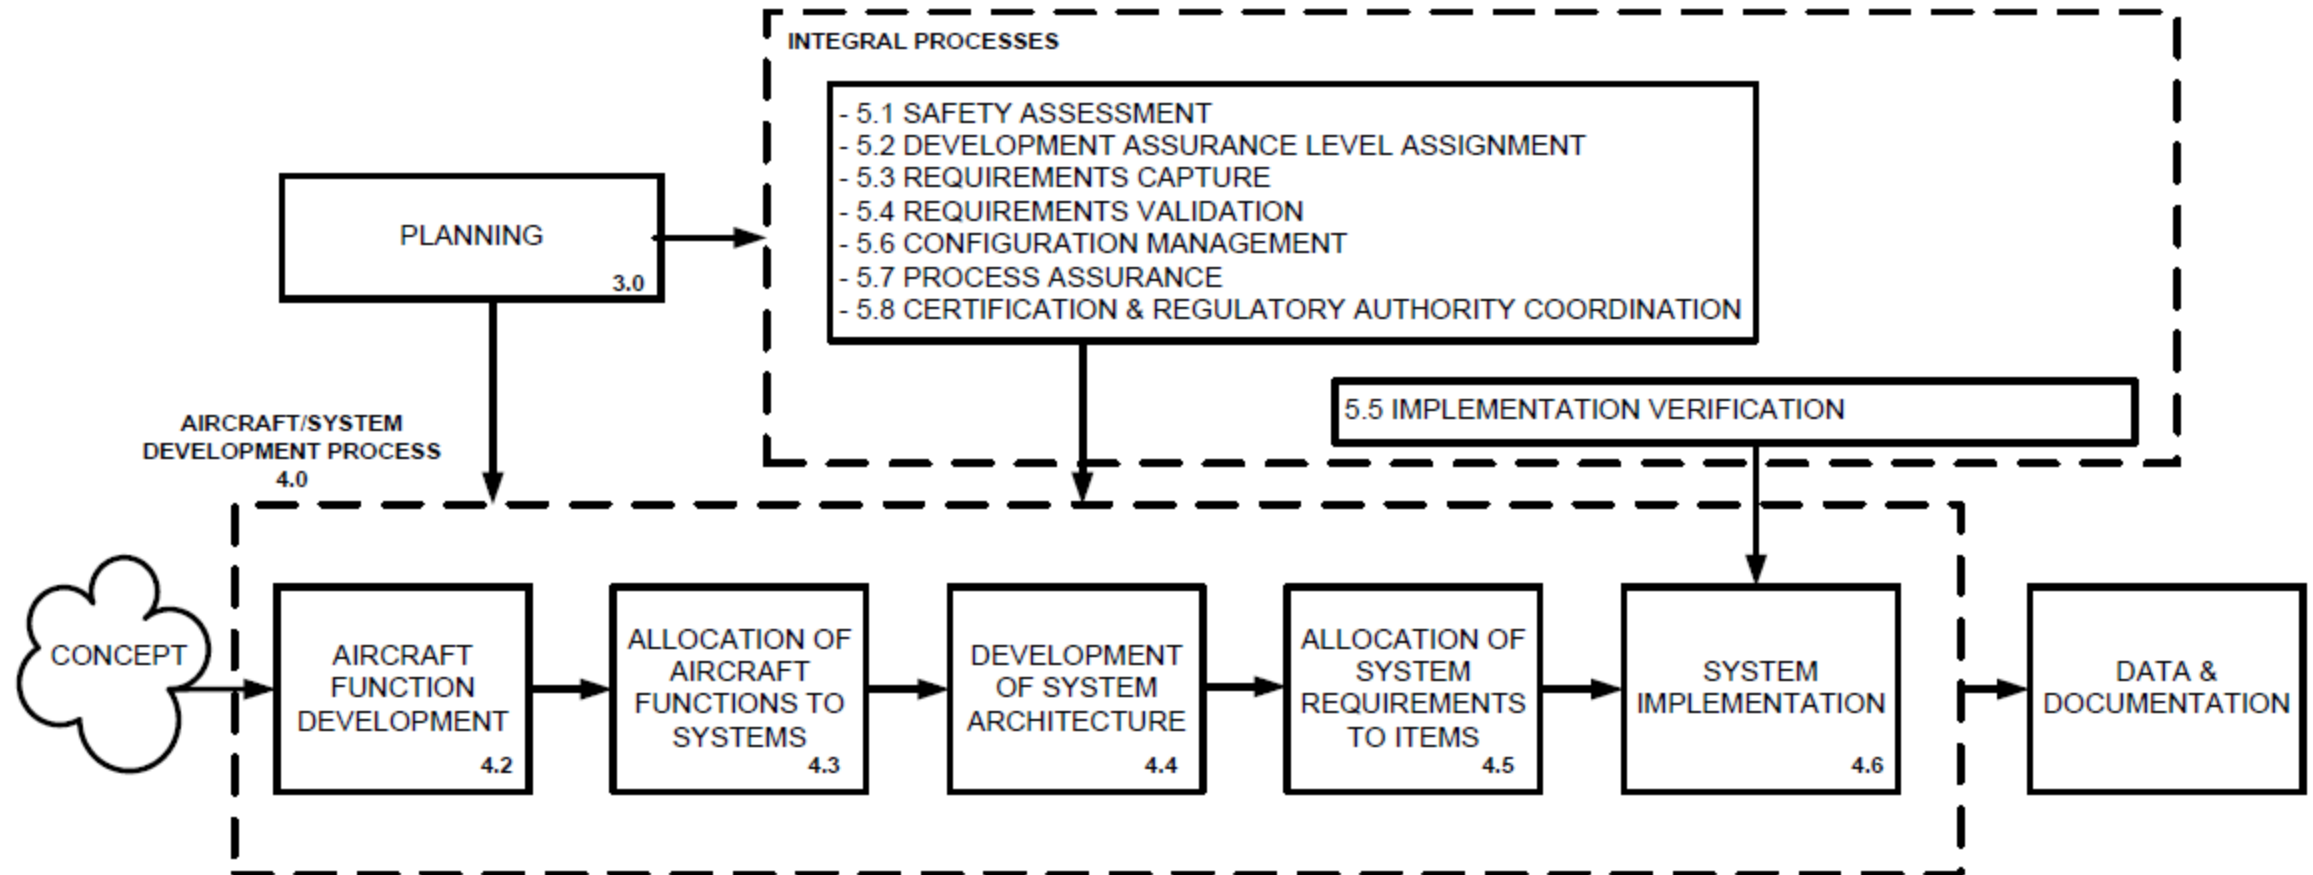 INTEGRAL PROCESSES
- 5.1 SAFETY ASSESSMENT
- 5.2 DEVELOPMENT ASSURANCE LEVEL ASSIGNMENT
- 5.3 REQUIREMENTS CAPTURE
- 5.4 REQUIREMENTS VALIDATION
- 5.6 CONFIGURATION MANAGEMENT
- 5.7 PROCESS ASSURANCE
- 5.8 CERTIFICATION & REGULATORY AUTHORITY COORDINATION
PLANNING
3.0
5.5 IMPLEMENTATION VERIFICATION
AIRCRAFT/SYSTEM
DEVELOPMENT PROCESS
4.0
CONCEPT
AIRCRAFT
FUNCTION
DEVELOPMENT
4.2
ALLOCATION OF
AIRCRAFT
FUNCTIONS TO
SYSTEMS
4.3
DEVELOPMENT
OF SYSTEM
ARCHITECTURE
4.4
ALLOCATION OF
SYSTEM
REQUIREMENTS
TO ITEMS
4.5
SYSTEM
IMPLEMENTATION
4.6
DATA &
DOCUMENTATION